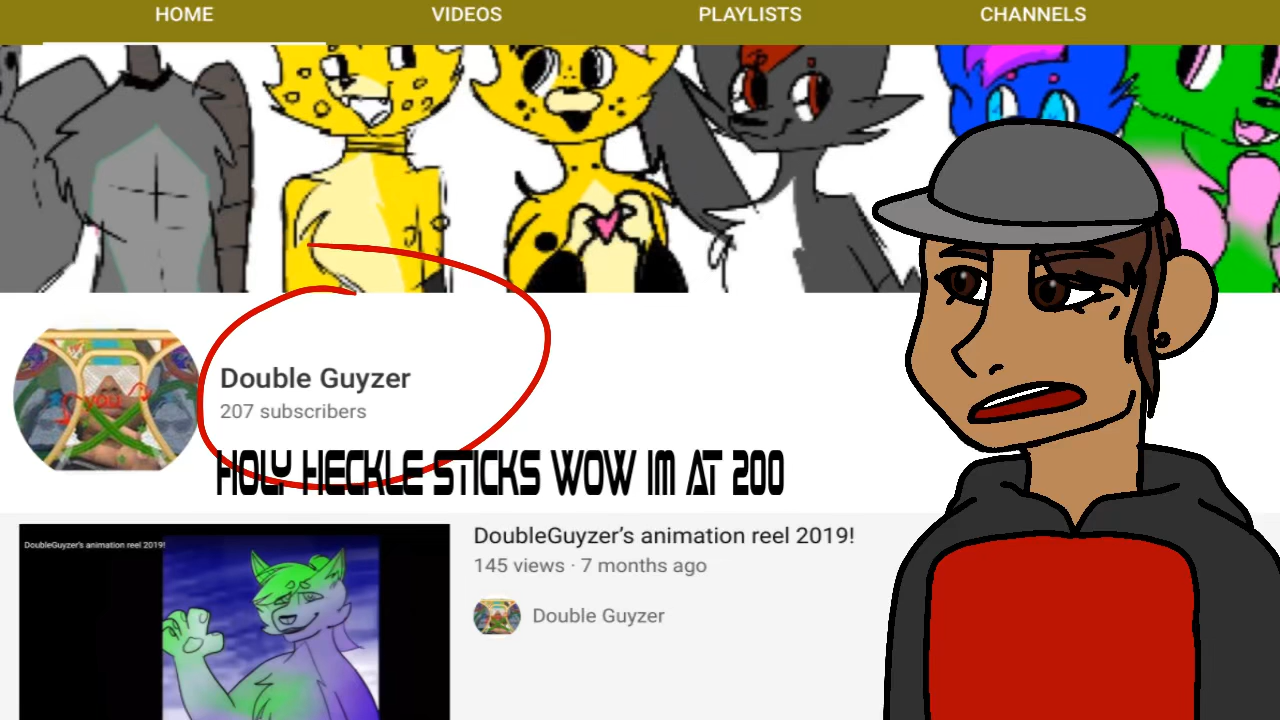 HOME VIDEOS PLAYLISTS CHANNELS
Double Guyzer
207 subscribers
HOLY HECKLE STICKS WOW IM AT 200
DoubleGuyzer's animation reel 2019!
DoubleGuyzer’s animation reel 2019!
145 views · 7 months ago
Double Guyzer
YOU